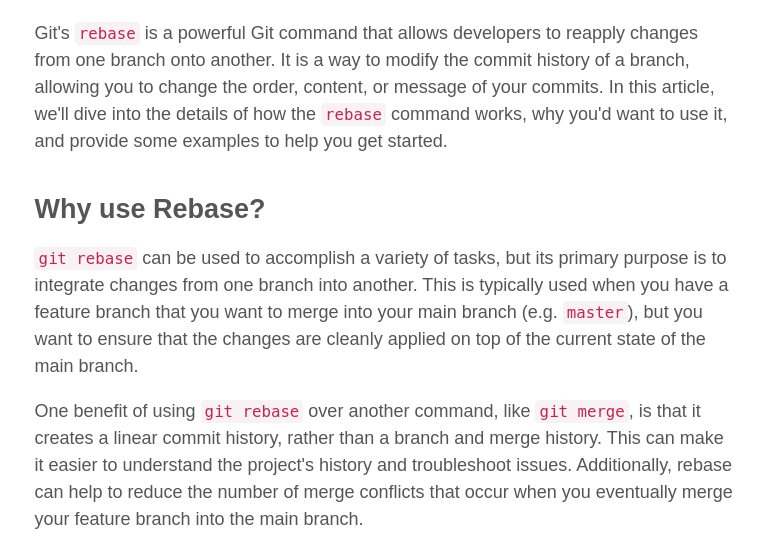 Git's rebase is a powerful Git command that allows developers to reapply changes
from one branch onto another. It is a way to modify the commit history of a branch,
allowing you to change the order, content, or message of your commits. In this article,
we'll dive into the details of how the rebase command works, why you'd want to use it,
and provide some examples to help you get started.
Why use Rebase?
git rebase can be used to accomplish a variety of tasks, but its primary purpose is to
integrate changes from one branch into another. This is typically used when you have a
feature branch that you want to merge into your main branch (e.g. master), but you
want to ensure that the changes are cleanly applied on top of the current state of the
main branch.
One benefit of using git rebase over another command, like git merge, is that it
creates a linear commit history, rather than a branch and merge history. This can make
it easier to understand the project's history and troubleshoot issues. Additionally, rebase
can help to reduce the number of merge conflicts that occur when you eventually merge
your feature branch into the main branch.